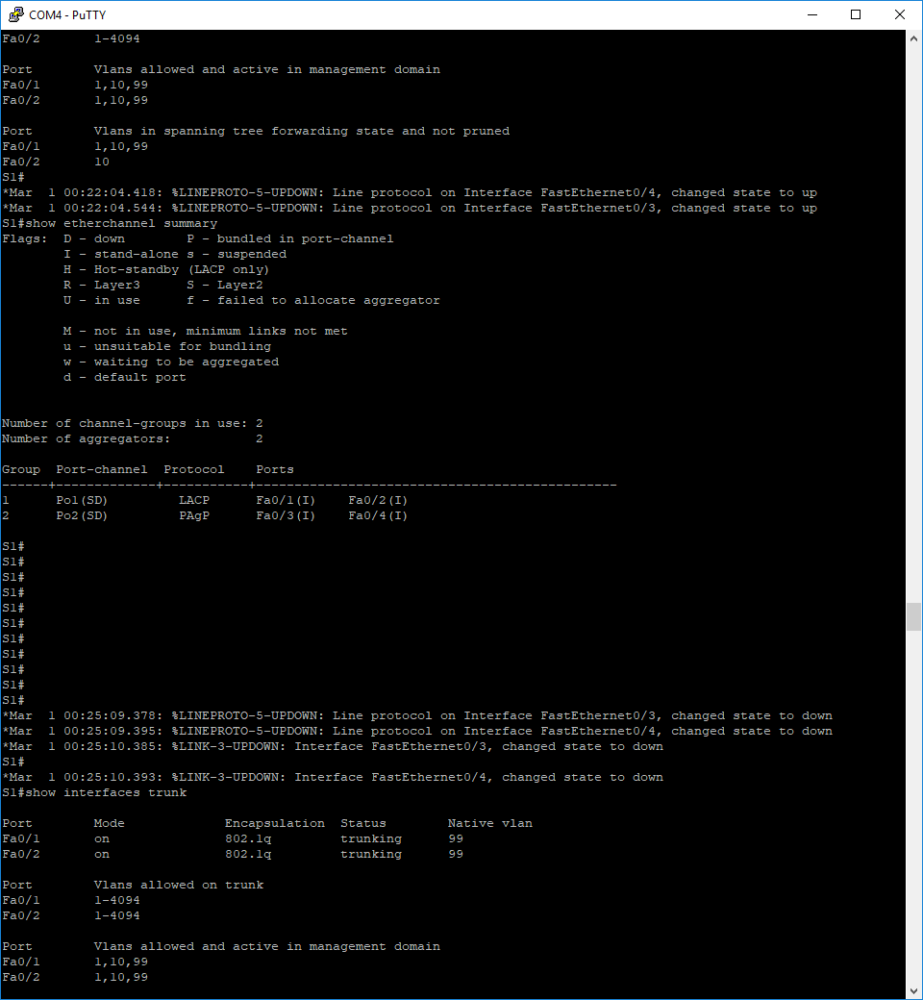 COM4 - PuTTY
Fa0/2        1-4094
Port        Vlans allowed and active in management domain
Fa0/1       1,10,99
Fa0/2       1,10,99
Port        Vlans in spanning tree forwarding state and not pruned
Fa0/1       1,10,99
Fa0/2       10
S1#
*Mar  1 00:22:04.418: %LINEPROTO-5-UPDOWN: Line protocol on Interface FastEthernet0/4, changed state to up
*Mar  1 00:22:04.544: %LINEPROTO-5-UPDOWN: Line protocol on Interface FastEthernet0/3, changed state to up
S1#show etherchannel summary
Flags:  D - down        P - bundled in port-channel
        I - stand-alone s - suspended
        H - Hot-standby (LACP only)
        R - Layer3      S - Layer2
        U - in use      f - failed to allocate aggregator
        M - not in use, minimum links not met
        u - unsuitable for bundling
        w - waiting to be aggregated
        d - default port
Number of channel-groups in use: 2
Number of aggregators:           2
Group  Port-channel  Protocol    Ports
------+-------------+-----------+-----------------------------------------------
1      Po1(SD)         LACP      Fa0/1(I)    Fa0/2(I)
2      Po2(SD)         PAgP      Fa0/3(I)    Fa0/4(I)
S1#
S1#
S1#
S1#
S1#
S1#
S1#
S1#
S1#
S1#
S1#
*Mar  1 00:25:09.378: %LINEPROTO-5-UPDOWN: Line protocol on Interface FastEthernet0/3, changed state to down
*Mar  1 00:25:09.395: %LINEPROTO-5-UPDOWN: Line protocol on Interface FastEthernet0/4, changed state to down
*Mar  1 00:25:10.385: %LINK-3-UPDOWN: Interface FastEthernet0/3, changed state to down
S1#
*Mar  1 00:25:10.393: %LINK-3-UPDOWN: Interface FastEthernet0/4, changed state to down
S1#show interfaces trunk
Port        Mode             Encapsulation  Status        Native vlan
Fa0/1       on               802.1q         trunking      99
Fa0/2       on               802.1q         trunking      99
Port        Vlans allowed on trunk
Fa0/1       1-4094
Fa0/2       1-4094
Port        Vlans allowed and active in management domain
Fa0/1       1,10,99
Fa0/2       1,10,99